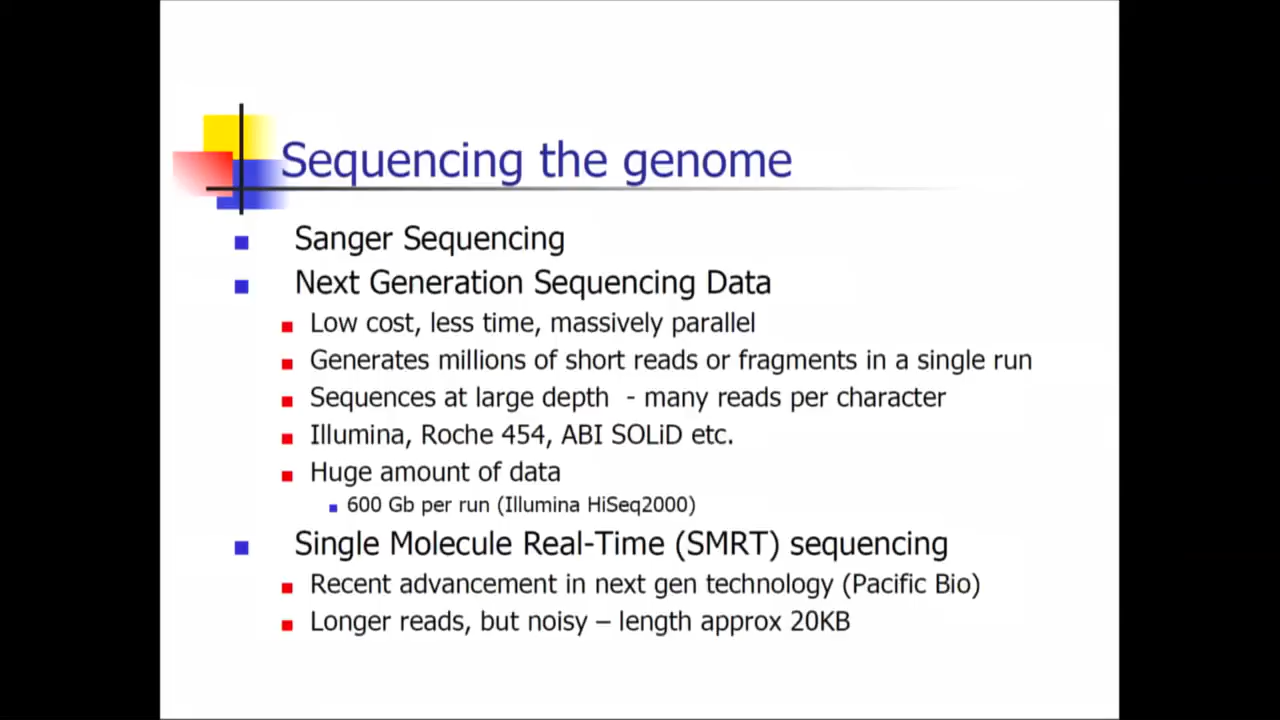 Sequencing the genome
Sanger Sequencing
Next Generation Sequencing Data
Low cost, less time, massively parallel
Generates millions of short reads or fragments in a single run
Sequences at large depth - many reads per character
Illumina, Roche 454, ABI SOLiD etc.
Huge amount of data
600 Gb per run (Illumina HiSeq2000)
Single Molecule Real-Time (SMRT) sequencing
Recent advancement in next gen technology (Pacific Bio)
Longer reads, but noisy – length approx 20KB